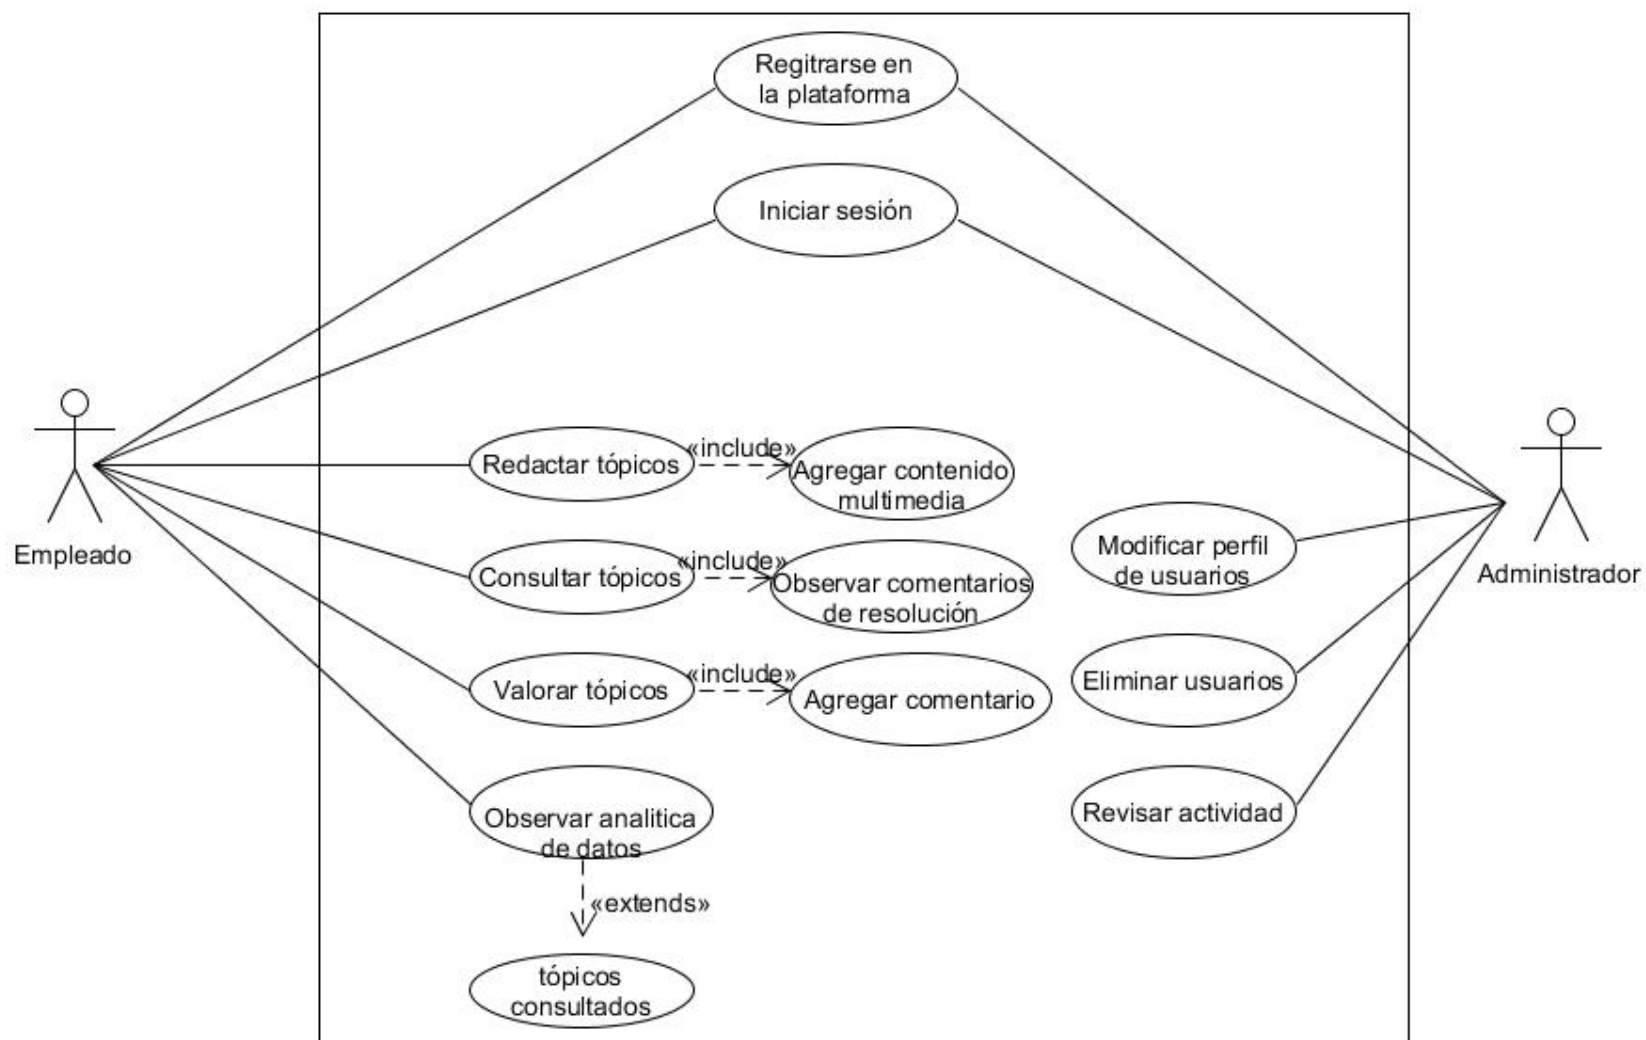 Regitrarse en
la plataforma
Iniciar sesión
Empleado
Administrador
Redactar tópicos
«include»
Agregar contenido
multimedia
Consultar tópicos
«include»
Observar comentarios
de resolución
Valorar tópicos
«include»
Agregar comentario
Observar analitica
de datos
«extends»
tópicos
consultados
Modificar perfil
de usuarios
Eliminar usuarios
Revisar actividad